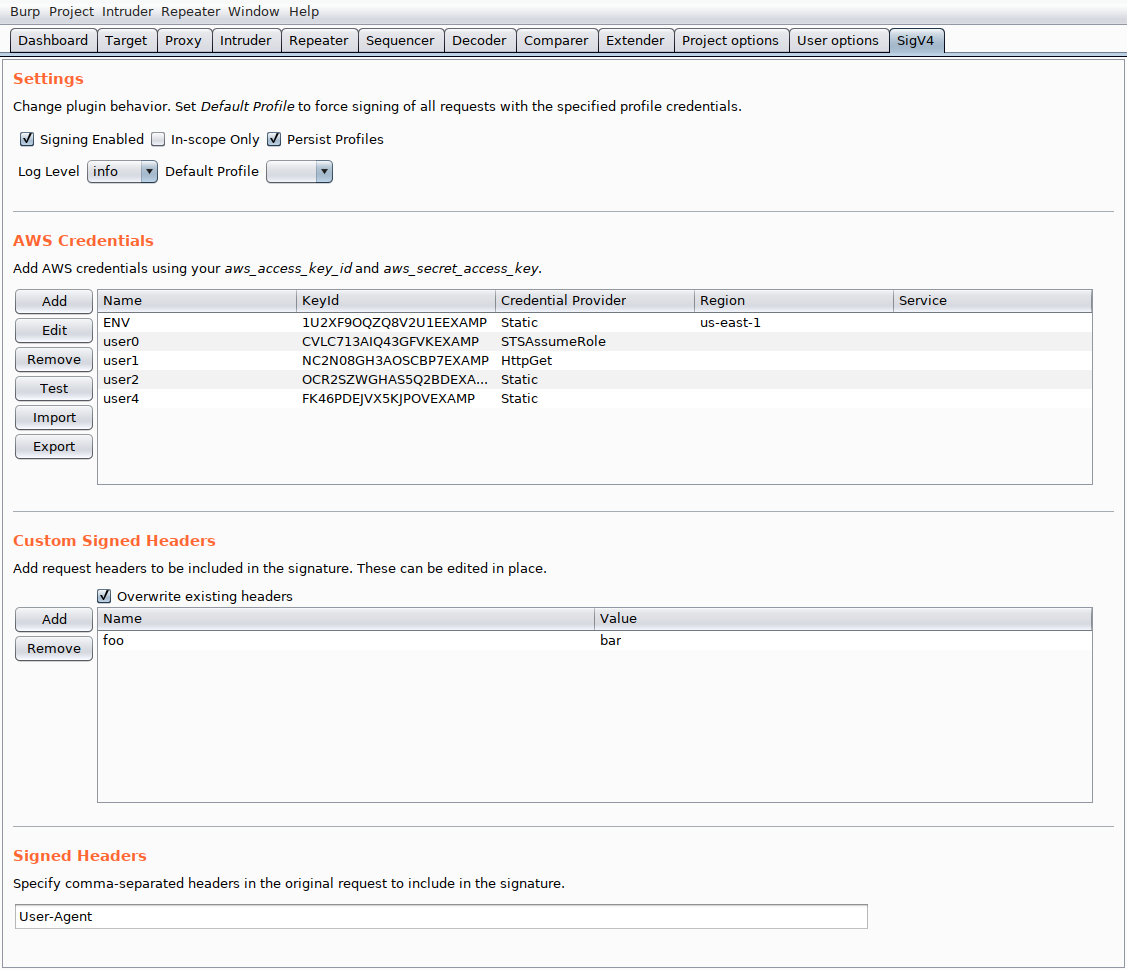 Burp Project Intruder Repeater Window Help
Dashboard Target Proxy Intruder Repeater Sequencer Decoder Comparer Extender Project options User options SigV4
Settings
Change plugin behavior. Set Default Profile to force signing of all requests with the specified profile credentials.
Signing Enabled In-scope Only Persist Profiles
Log Level info Default Profile
AWS Credentials
Add AWS credentials using your aws_access_key_id and aws_secret_access_key.
Add Name KeyId Credential Provider Region Service
ENV 1U2XF9OQZQ8V2U1EEXAMP Static us-east-1
Edit
user0 CVLC713AIQ43GFVKEXAMP STSAssumeRole
Remove user1 NC2N08GH3AOSCBP7EXAMP HttpGet
user2 OCR2SZWGHAS5Q2BDEXA... Static
Test
user4 FK46PDEJVX5KJPOVEXAMP Static
Import
Export
Custom Signed Headers
Add request headers to be included in the signature. These can be edited in place.
Overwrite existing headers
Add Name Value
foo bar
Remove
Signed Headers
Specify comma-separated headers in the original request to include in the signature.
User-Agent